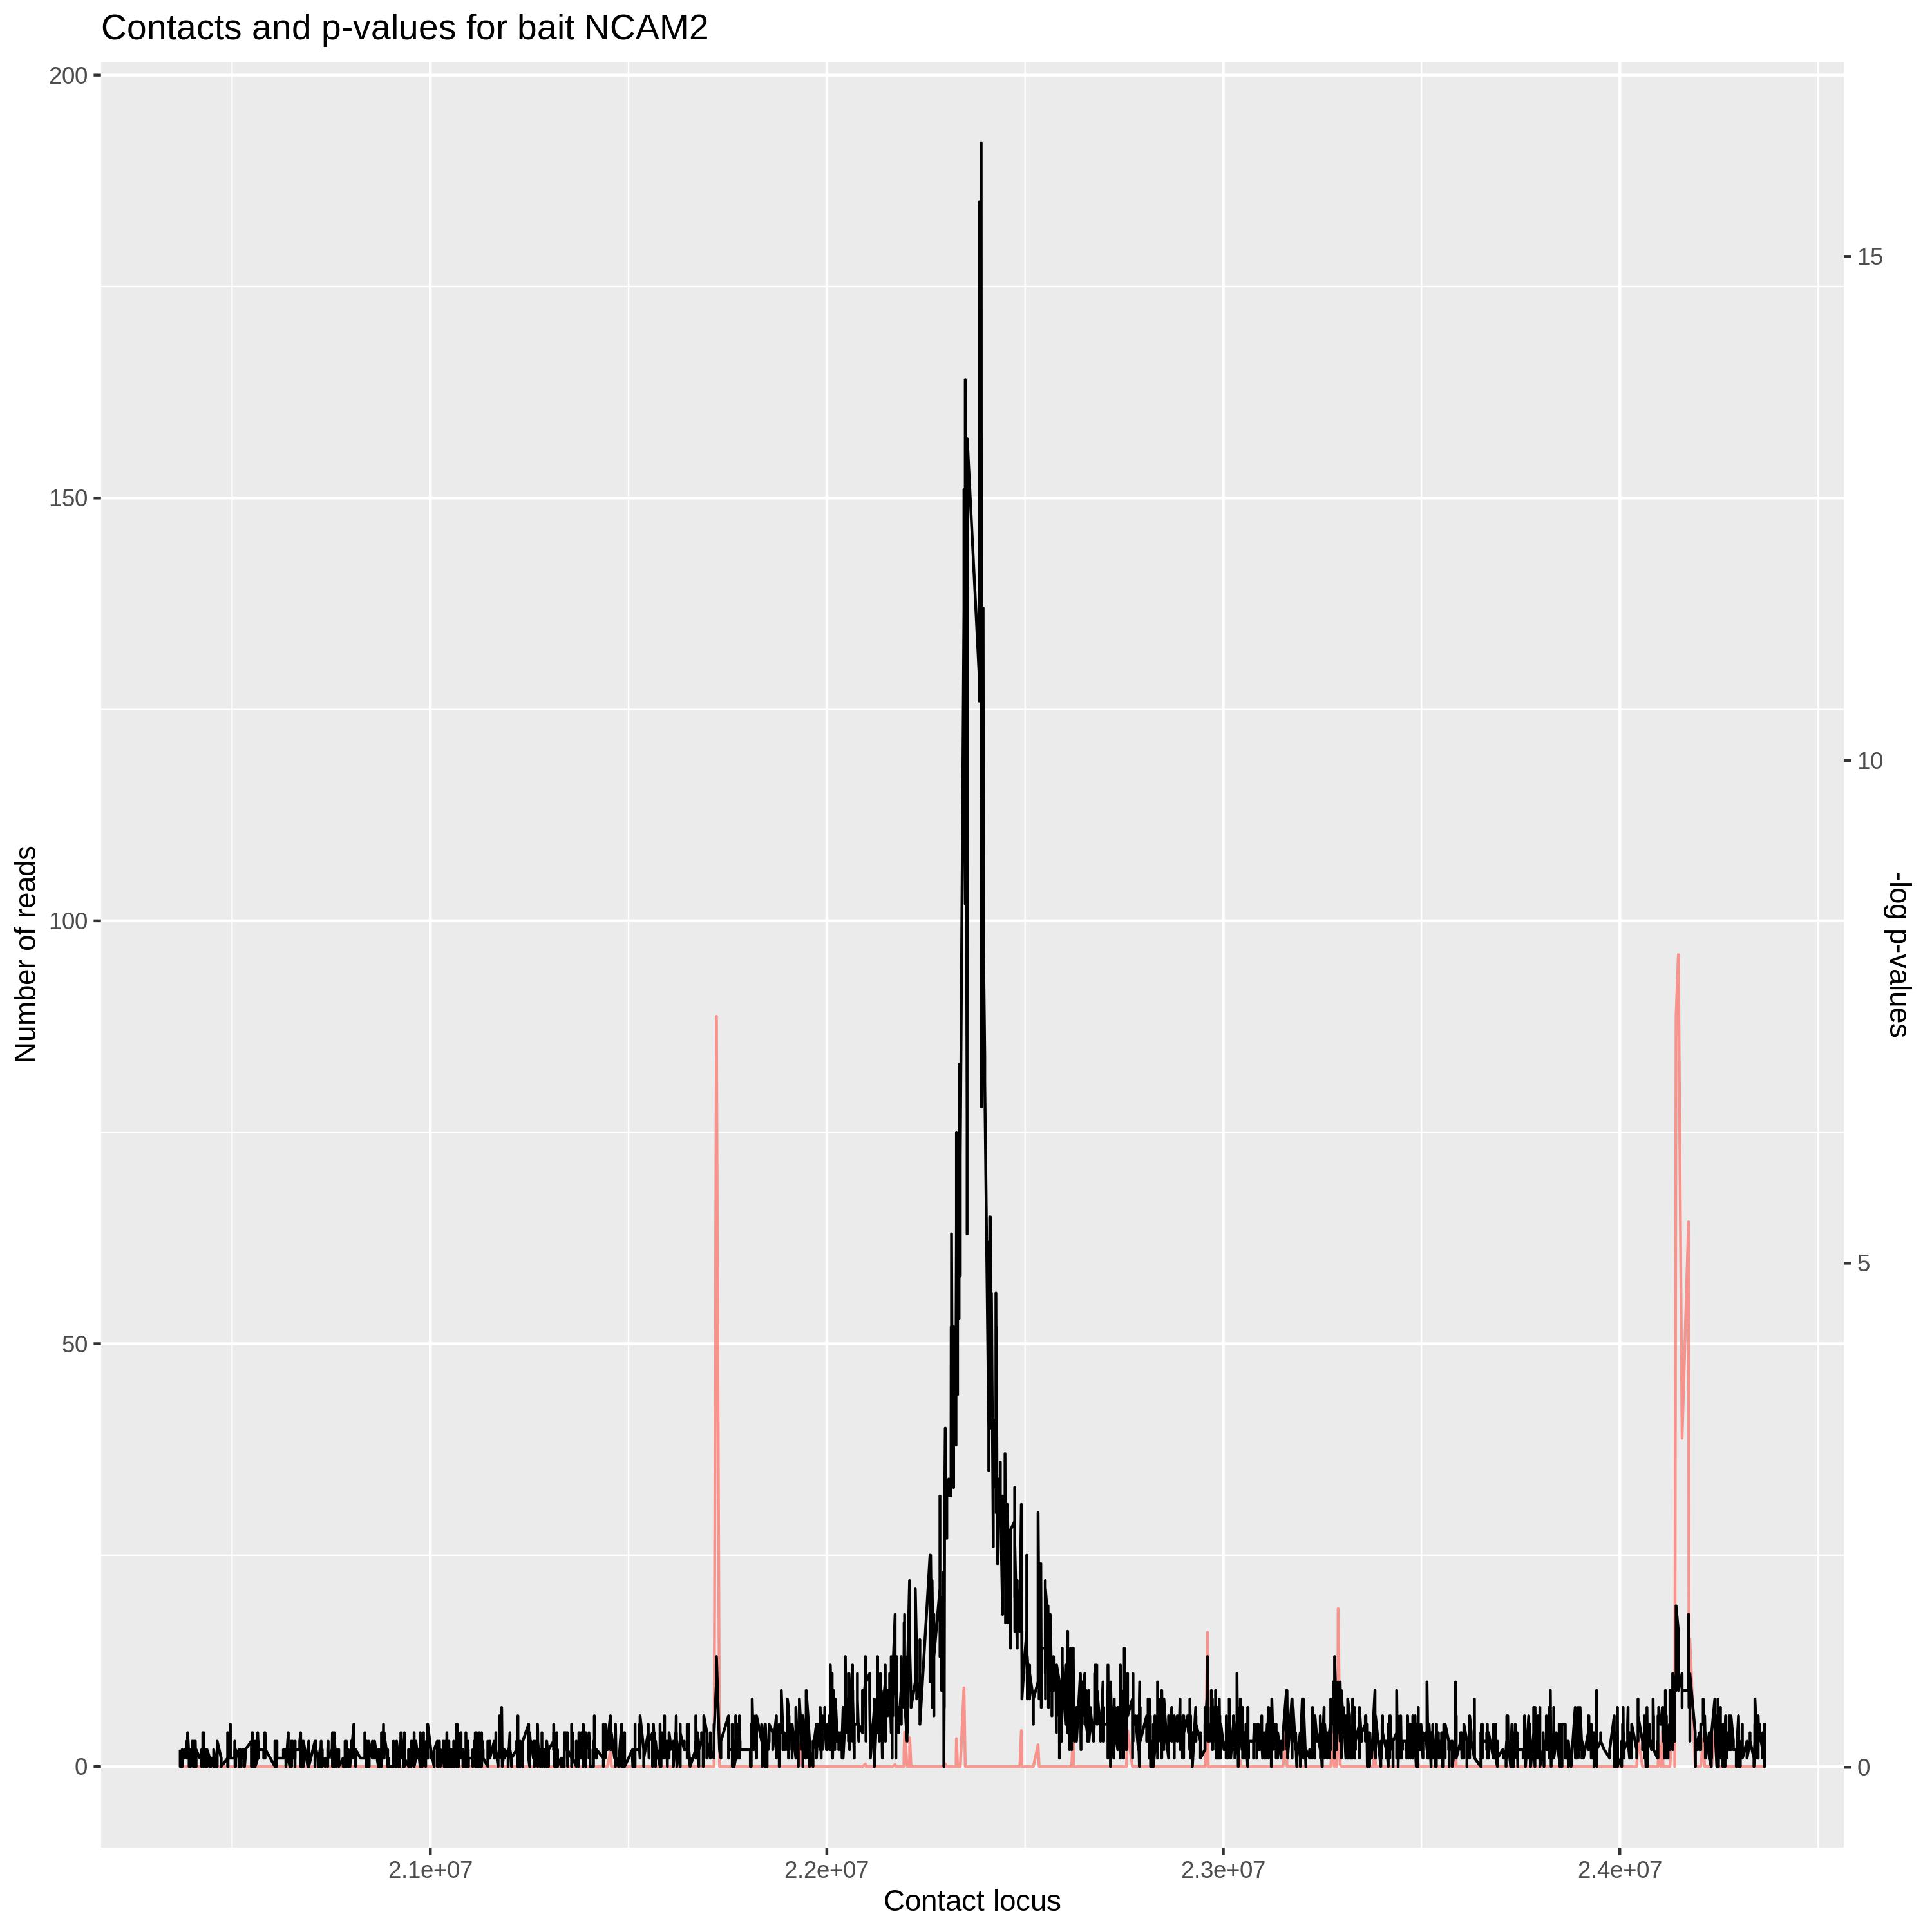 Contacts and p-values for bait NCAM2
200
150
100
50
0
Number of reads
15
10
5
0
-log p-values
2.1e+07
2.2e+07
2.3e+07
2.4e+07
Contact locus